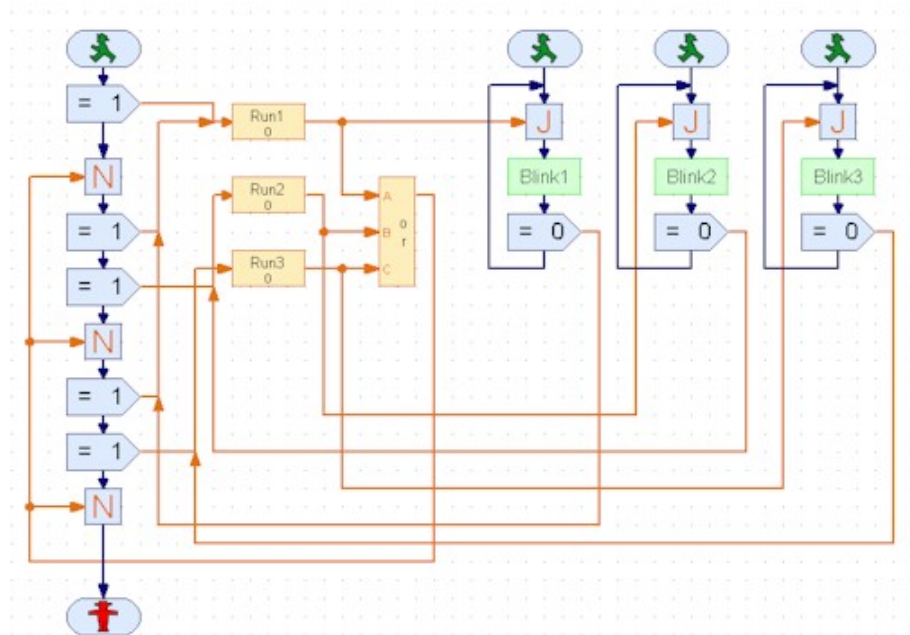 = 1
Run1
0
J
J
J
N
Run2
0
A
Blink1
Blink2
Blink3
= 1
B
o
r
= 0
= 0
= 0
Run3
0
C
= 1
N
= 1
= 1
N